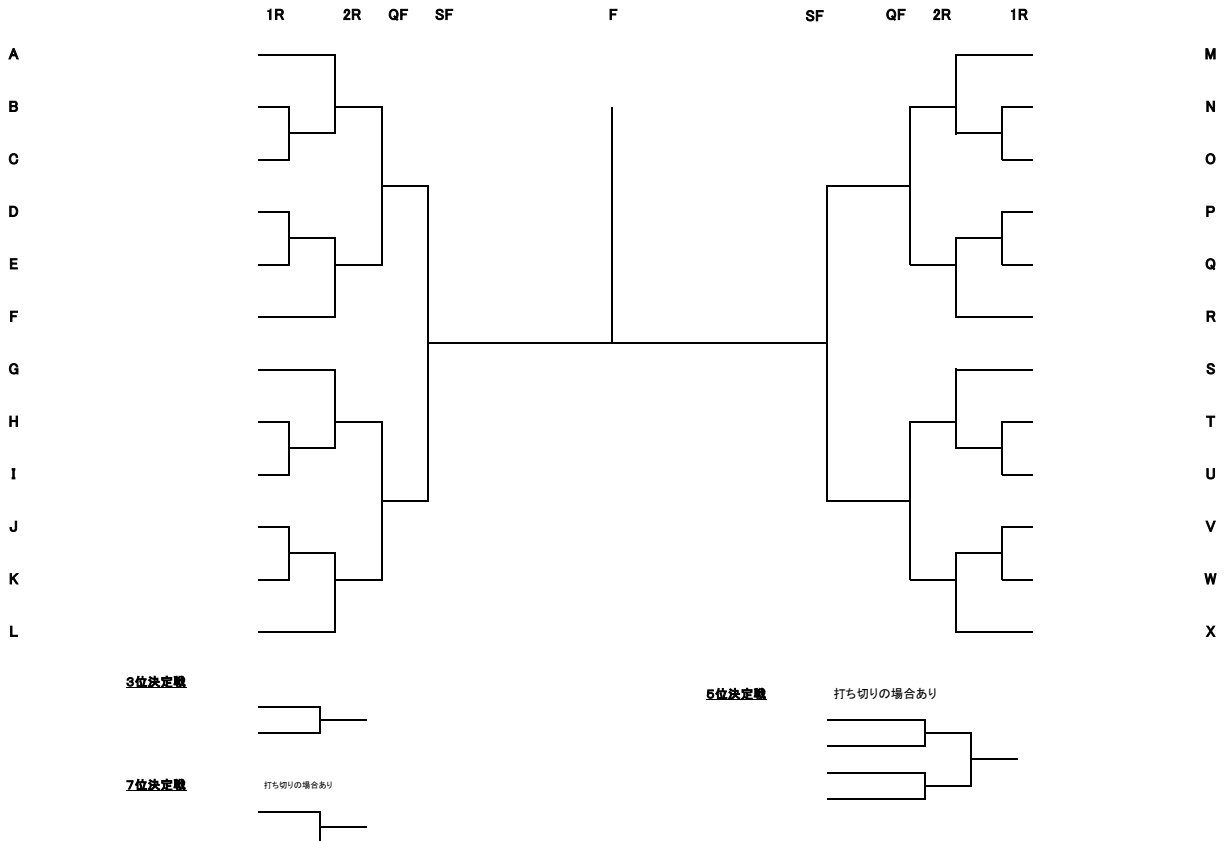 1R 2R QF SF F SF QF 2R 1R
A M
B N
C O
D P
E Q
F R
G S
H T
I U
J V
K W
L X
3位決定戦
5位決定戦 打ち切りの場合あり
7位決定戦 打ち切りの場合あり